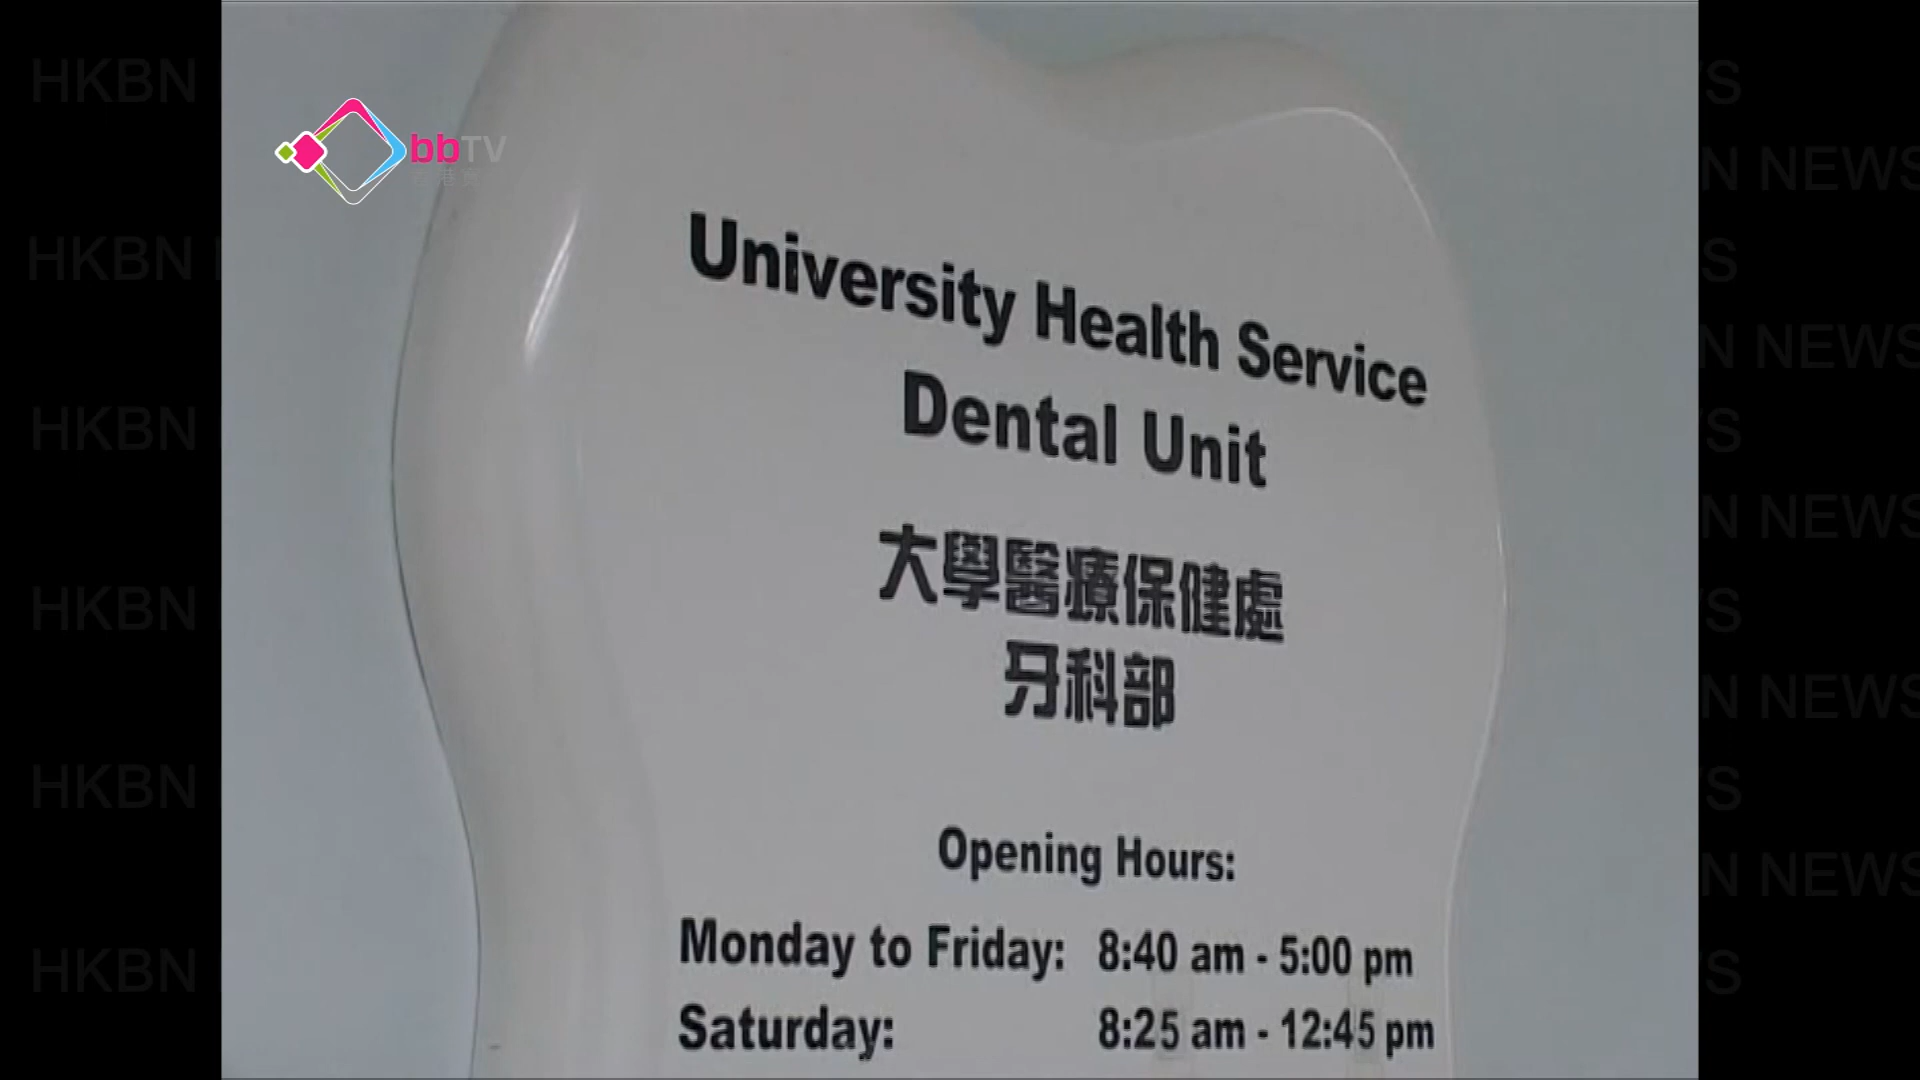 bbTV
University Health Service
Dental Unit
大學醫療保健處
牙科部
Opening Hours:
Monday to Friday: 8:40 am - 5:00 pm
Saturday: 8:25 am - 12:45 pm
HKBN
HKBN
HKBN
HKBN
HKBN
HKBN
NEWS
NEWS
NEWS
NEWS
NEWS